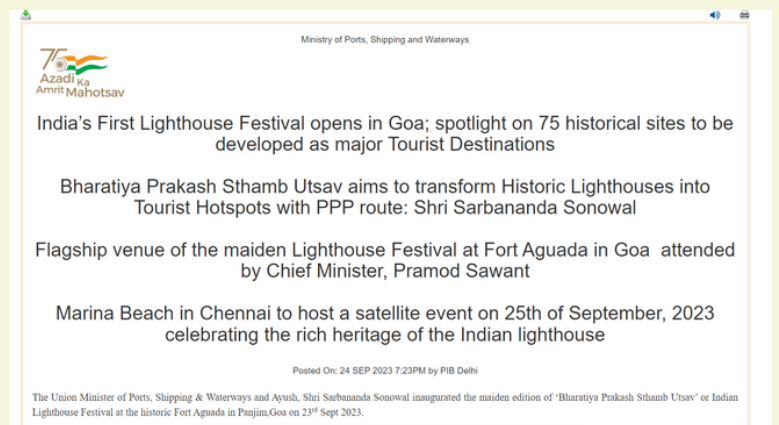 Ministry of Ports, Shipping and Waterways
75
Azadi Ka
Amrit Mahotsav
India's First Lighthouse Festival opens in Goa; spotlight on 75 historical sites to be
developed as major Tourist Destinations
Bharatiya Prakash Sthamb Utsav aims to transform Historic Lighthouses into
Tourist Hotspots with PPP route: Shri Sarbananda Sonowal
Flagship venue of the maiden Lighthouse Festival at Fort Aguada in Goa attended
by Chief Minister, Pramod Sawant
Marina Beach in Chennai to host a satellite event on 25th of September, 2023
celebrating the rich heritage of the Indian lighthouse
Posted On: 24 SEP 2023 7:23PM by PIB Delhi
The Union Minister of Ports, Shipping & Waterways and Ayush, Shri Sarbananda Sonowal inaugurated the maiden edition of 'Bharatiya Prakash Sthamb Utsav' or Indian
Lighthouse Festival at the historic Fort Aguada in Panjim,Goa on 23rd Sept 2023.